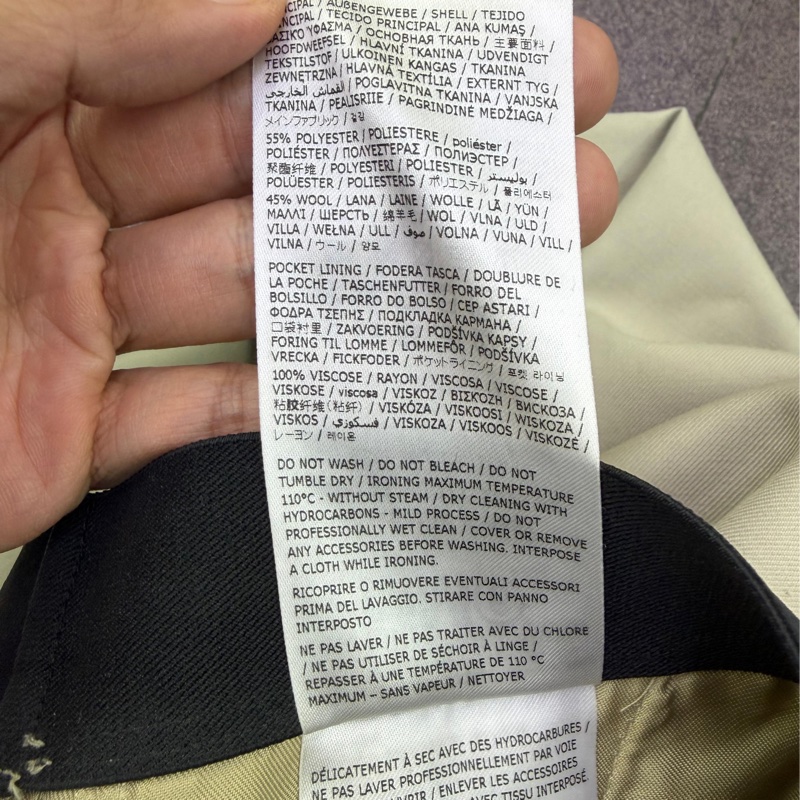 NCIPAL / AUßENGEWEBE / SHELL / TEJIDO
NCIPAL / TECIDO PRINCIPAL / ANA KUMAŞ /
ΒΑΣΙΚΟ ΎΦΑΣΜΑ / ОСНОВНАЯ ТКАНЬ / 主要面料 /
HOOFDWEEFSEL / HLAVNÍ TKANINA / UDVENDIGT
TEKSTILSTOF / ULKOINEN KANGAS / TKANINA
ZEWNĘTRZNA / HLAVNÁ TEXTÍLIA / EXTERNT TYG /
القماش الخارجي / POGLAVITNA TKANINA / VANJSKA
TKANINA / PEALISRIIE / PAGRINDINĖ MEDŽIAGA /
メインファブリック / 겉감
55% POLYESTER / POLIESTERE / poliéster /
POLIÉSTER / ΠΟΛΥΕΣΤΕΡΑΣ / ПОЛИЭСТЕР /
聚酯纤维 / POLYESTERI / POLIESTER /
POLÜESTER / POLIESTERIS / ポリエステル / 폴리에스터
بوليستر /
45% WOOL / LANA / LAINE / WOLLE / LÃ / YÜN /
ΜΑΛΛΙ / ШЕРСТЬ / 绵羊毛 / WOL / VLNA / ULD /
VILLA / WEŁNA / ULL / صوف / VOLNA / VUNA / VILL /
VILNA / ウール / 양모
POCKET LINING / FODERA TASCA / DOUBLURE DE
LA POCHE / TASCHENFUTTER / FORRO DEL
BOLSILLO / FORRO DO BOLSO / CEP ASTARI /
ΦΟΔΡΑ ΤΣΕΠΗΣ / ПОДКЛАДКА КАРМАНА /
口袋衬里 / ZAKVOERING / PODŠÍVKA KAPSY /
FORING TIL LOMME / LOMMEFÔR / PODŠÍVKA
VRECKA / FICKFODER / ポケットライニング / 포켓 라이닝
100% VISCOSE / RAYON / VISCOSA / VISCOSE /
VISKOSE / viscosa / VISKOZ / ΒΙΣΚΟΖΗ / ВИСКОЗА /
粘胶纤维(粘纤) / VISKÓZA / VISKOOSI / WISKOZA /
VISKOS / فسكوزي / VISKOZA / VISKOOS / VISKOZĖ /
レーヨン / 레이온
DO NOT WASH / DO NOT BLEACH / DO NOT
TUMBLE DRY / IRONING MAXIMUM TEMPERATURE
110°C - WITHOUT STEAM / DRY CLEANING WITH
HYDROCARBONS - MILD PROCESS / DO NOT
PROFESSIONALLY WET CLEAN / COVER OR REMOVE
ANY ACCESSORIES BEFORE WASHING. INTERPOSE
A CLOTH WHILE IRONING.
RICOPRIRE O RIMUOVERE EVENTUALI ACCESSORI
PRIMA DEL LAVAGGIO. STIRARE CON PANNO
INTERPOSTO
NE PAS LAVER / NE PAS TRAITER AVEC DU CHLORE
/ NE PAS UTILISER DE SÉCHOIR À LINGE /
REPASSER À UNE TEMPÉRATURE DE 110 °C
MAXIMUM – SANS VAPEUR / NETTOYER
DÉLICATEMENT À SEC AVEC DES HYDROCARBURES /
NE PAS LAVER PROFESSIONNELLEMENT PAR VOIE
/ ENLEVER LES ACCESSOIRES
AVEC TISSU INTERPOSÉ.